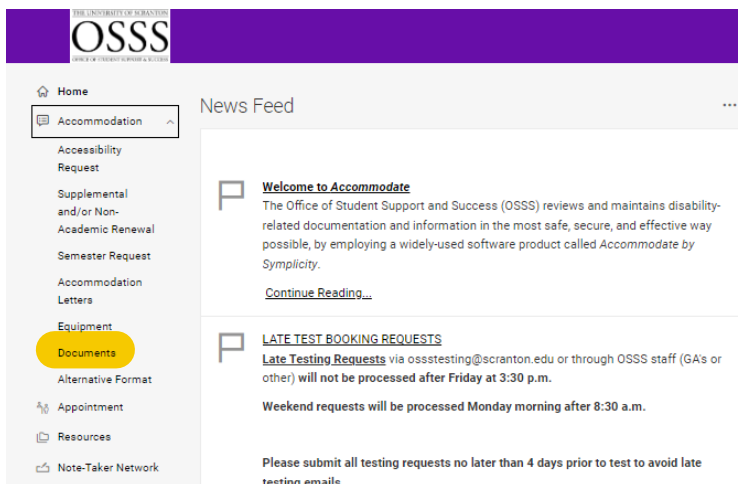 THE UNIVERSITY OF SCRANTON
OSSS
OFFICE OF STUDENT SUPPORT & SUCCESS
Home
Accommodation
Accessibility
Request
Supplemental
and/or Non-
Academic Renewal
Semester Request
Accommodation
Letters
Equipment
Documents
Alternative Format
Appointment
Resources
Note-Taker Network
News Feed
Welcome to Accommodate
The Office of Student Support and Success (OSSS) reviews and maintains disability-
related documentation and information in the most safe, secure, and effective way
possible, by employing a widely-used software product called Accommodate by
Symplicity.
Continue Reading...
LATE TEST BOOKING REQUESTS
Late Testing Requests via ossstesting@scranton.edu or through OSSS staff (GA's or
other) will not be processed after Friday at 3:30 p.m.
Weekend requests will be processed Monday morning after 8:30 a.m.
Please submit all testing requests no later than 4 days prior to test to avoid late
testing emails